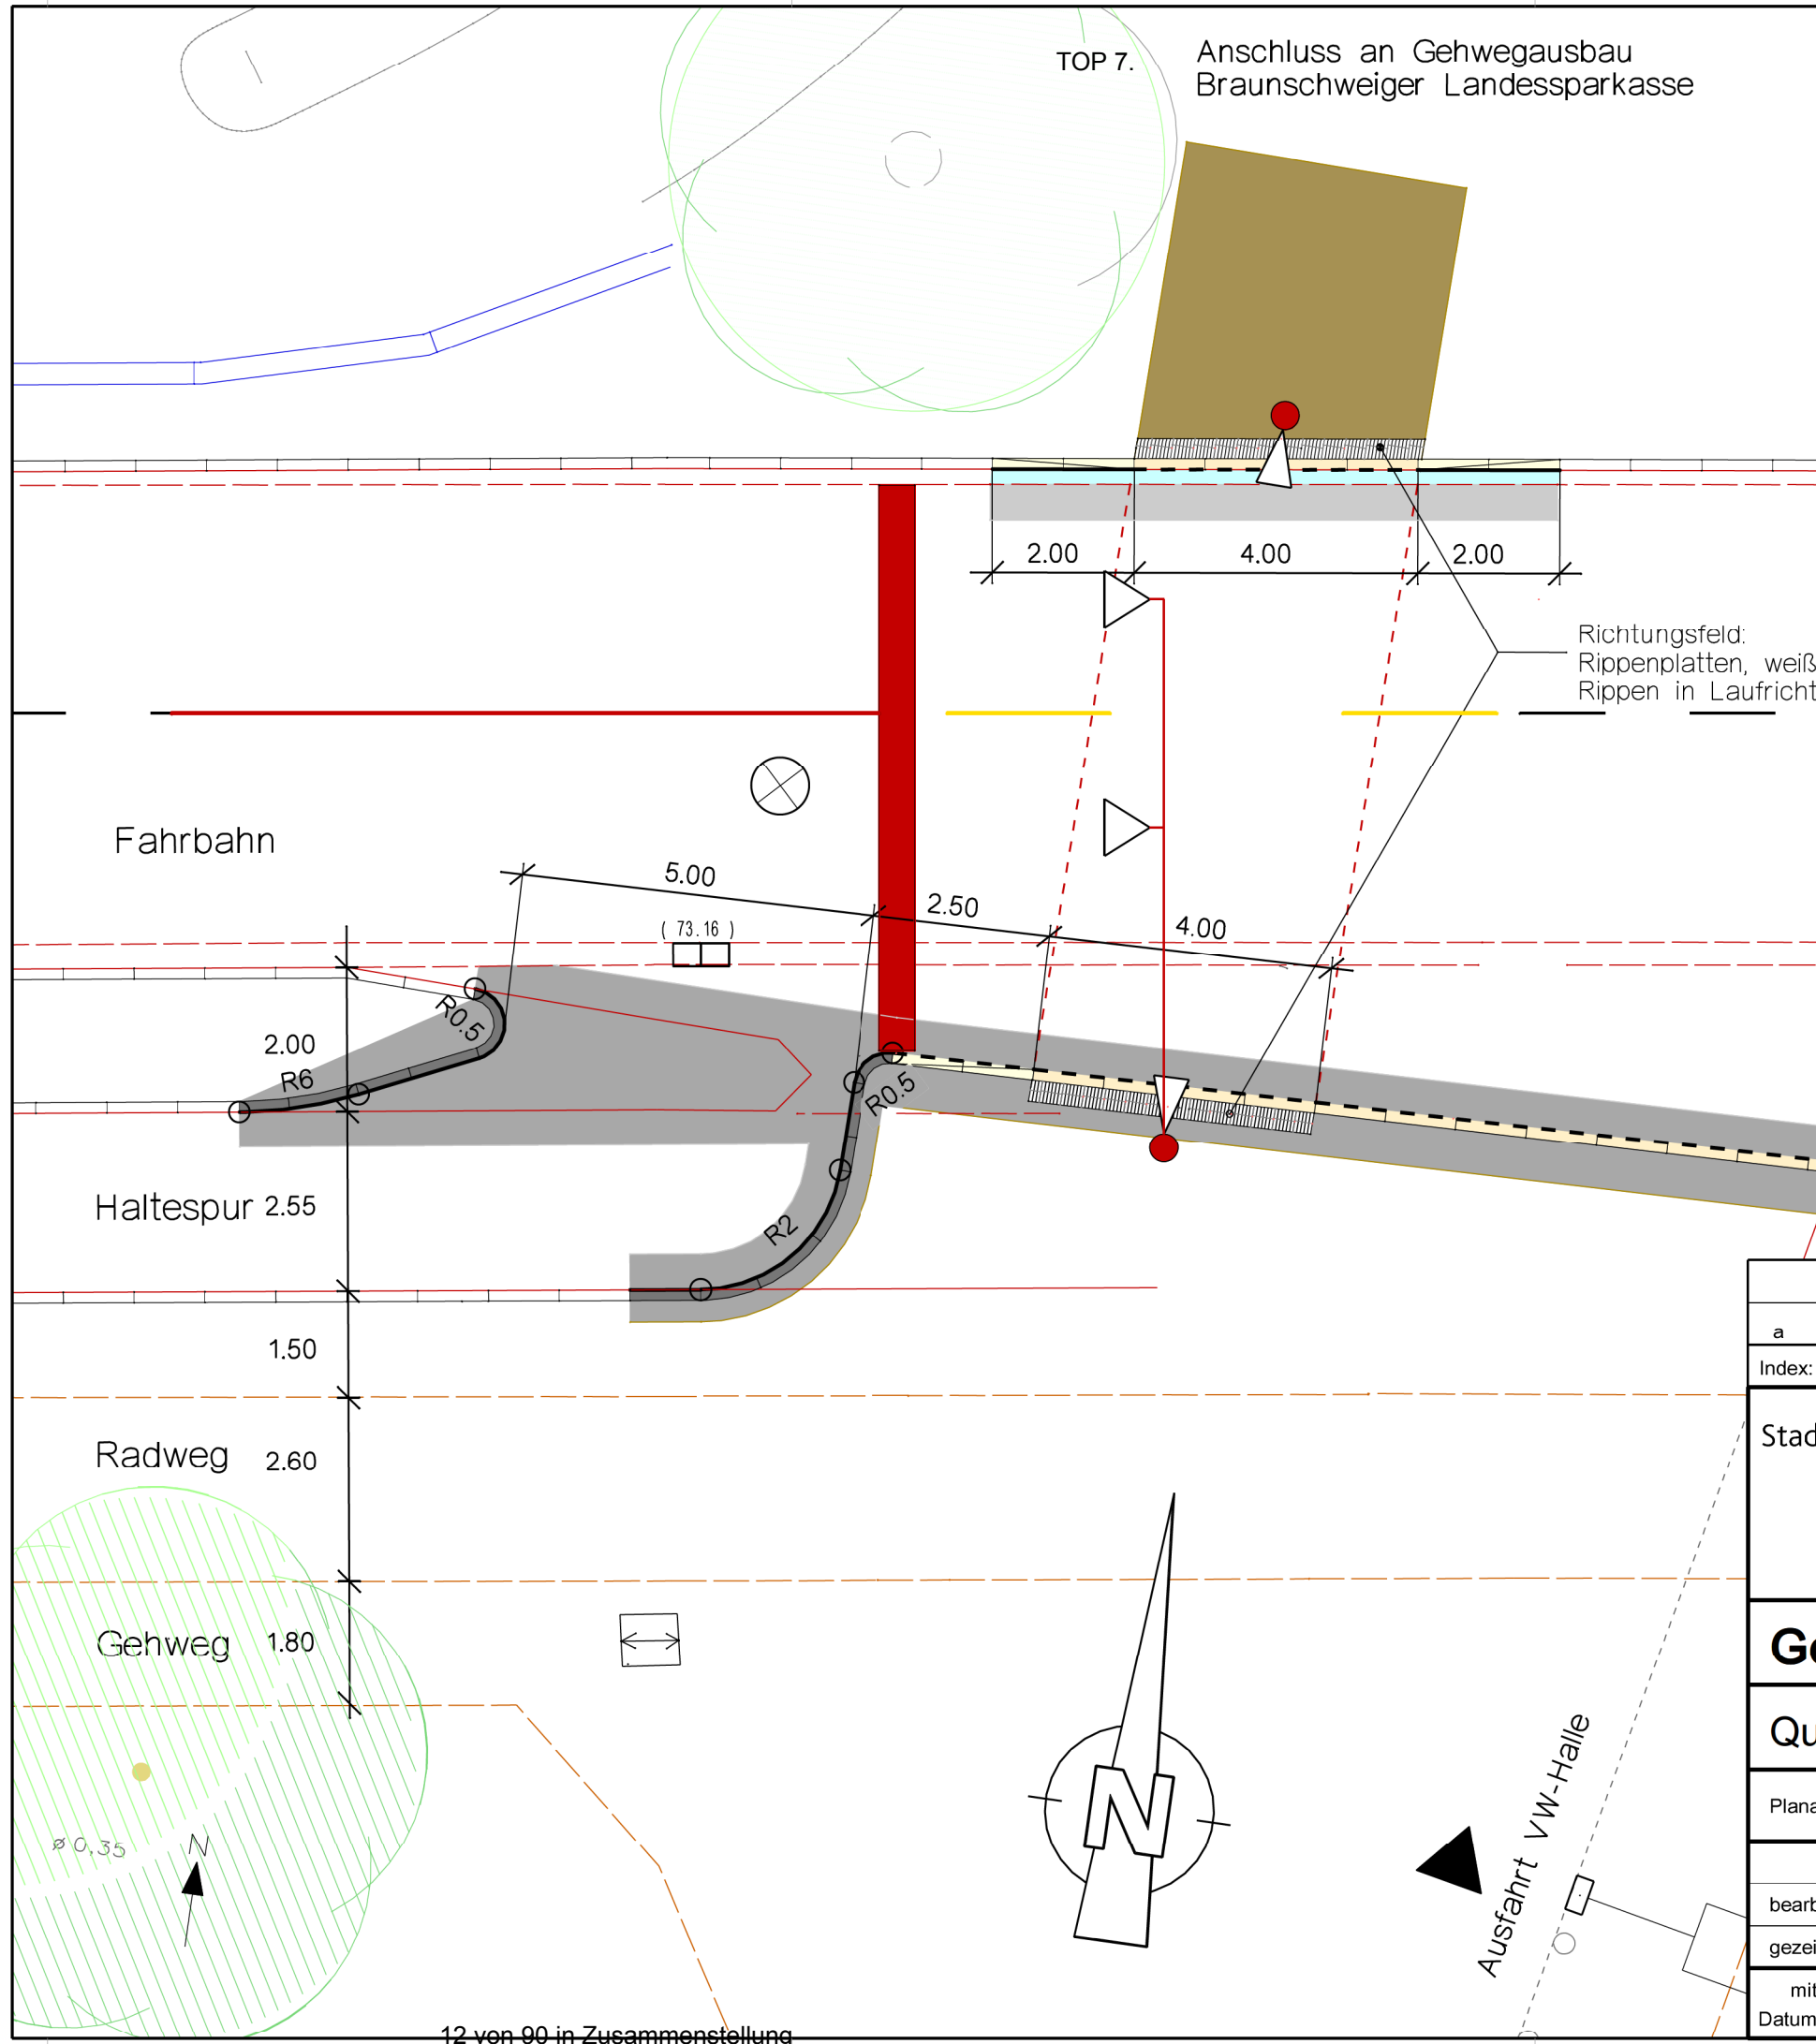 TOP 7.
Anschluss an Gehwegausbau
Braunschweiger Landessparkasse
2.00
4.00
2.00
Richtungsfeld:
Rippenplatten, weiß
Rippen in Laufricht
Fahrbahn
5.00
2.50
4.00
( 73.16 )
R0.5
2.00
R6
R0.5
Haltespur 2.55
R2
1.50
a
Index:
Radweg 2.60
Stad
Gehweg 1.80
Ge
Qu
Plana
Ausfahrt VW-Halle
ø 0,35
N
N
bearb
gezei
mit
Datum
12 von 90 in Zusammenstellung